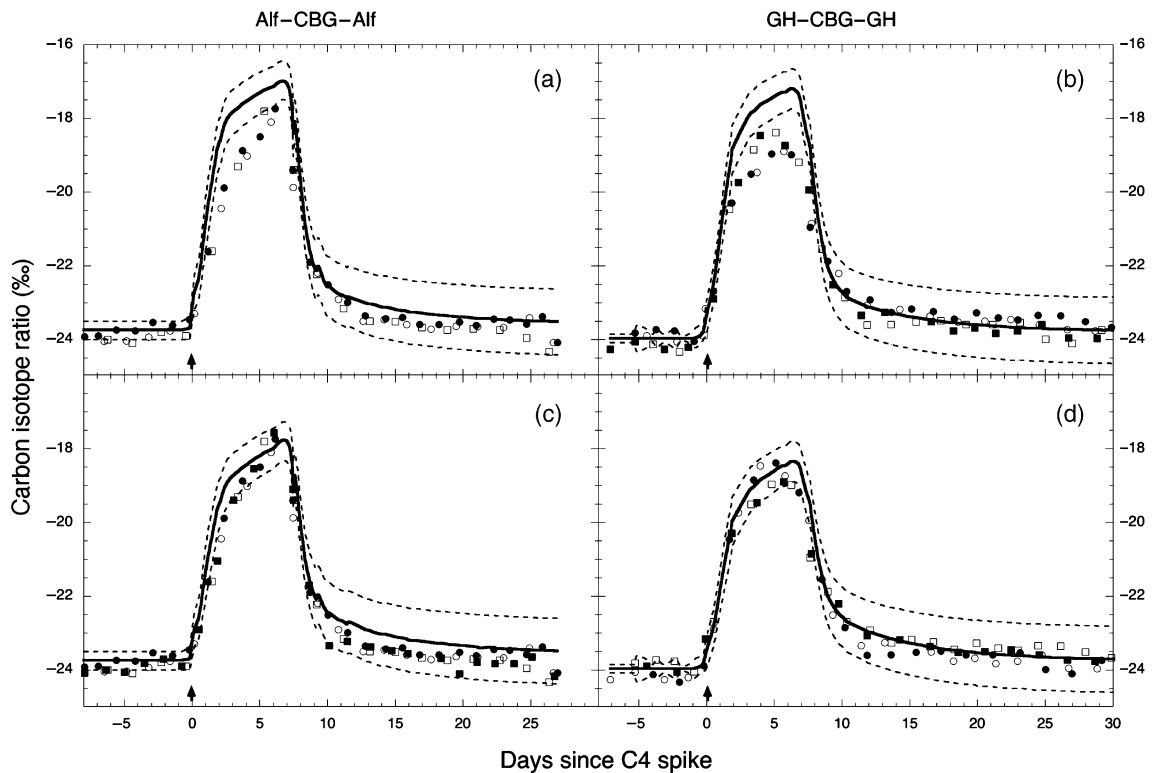 Alf−CBG−Alf GH−CBG−GH
−16 −16
(a) (b)
−18 −18
−20 −20
−22 −22
−24 −24
(c) (d)
−18 −18
−20 −20
−22 −22
−24 −24
−5 0 5 10 15 20 25 −5 0 5 10 15 20 25 30
Carbon isotope ratio (‰)
Days since C4 spike